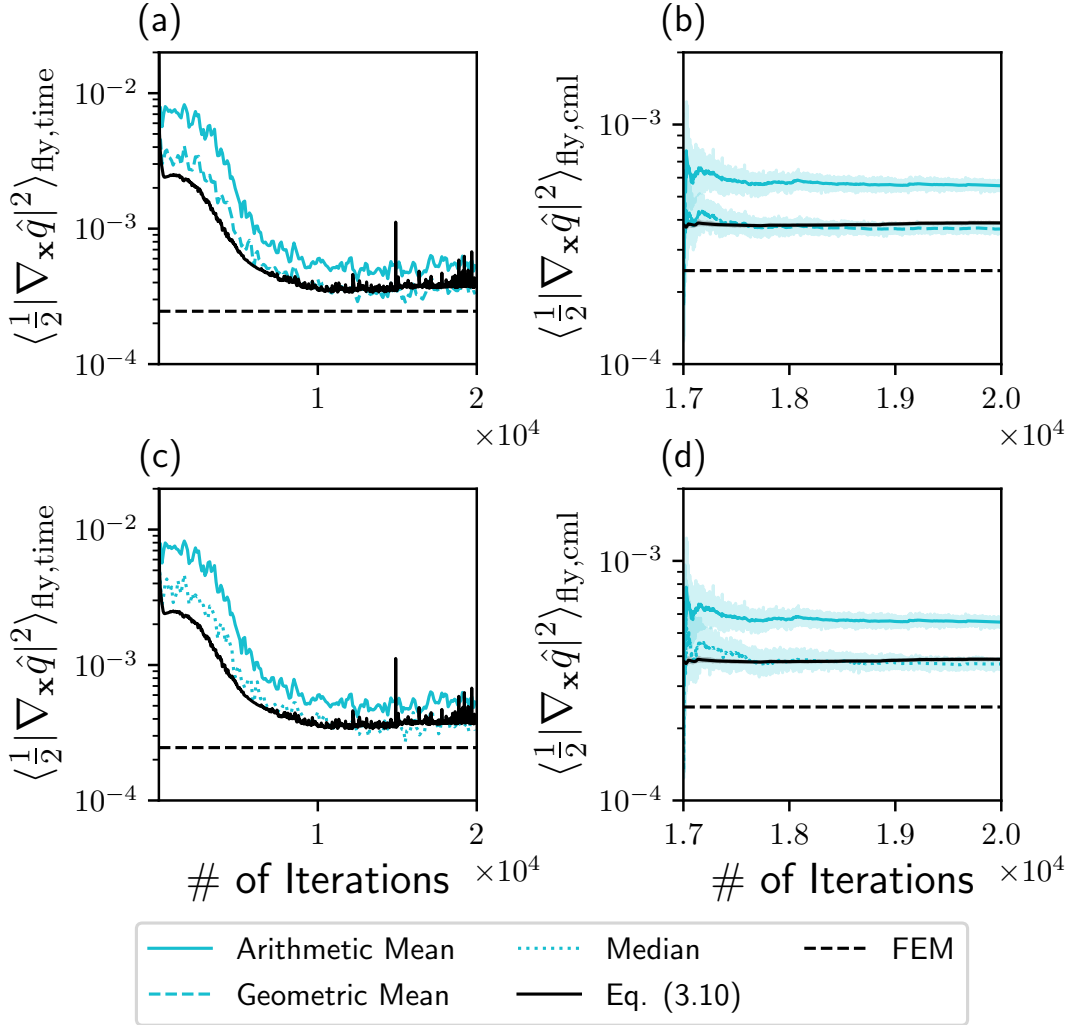 (a)
⟨½|∇ₓq̂|²⟩fly,time
10⁻²
10⁻³
10⁻⁴
1
2
×10⁴
(b)
⟨½|∇ₓq̂|²⟩fly,cml
10⁻³
10⁻⁴
1.7
1.8
1.9
2.0
×10⁴
(c)
⟨½|∇ₓq̂|²⟩fly,time
10⁻²
10⁻³
10⁻⁴
1
2
×10⁴
# of Iterations
(d)
⟨½|∇ₓq̂|²⟩fly,cml
10⁻³
10⁻⁴
1.7
1.8
1.9
2.0
×10⁴
# of Iterations
Arithmetic Mean
Geometric Mean
Median
Eq. (3.10)
FEM